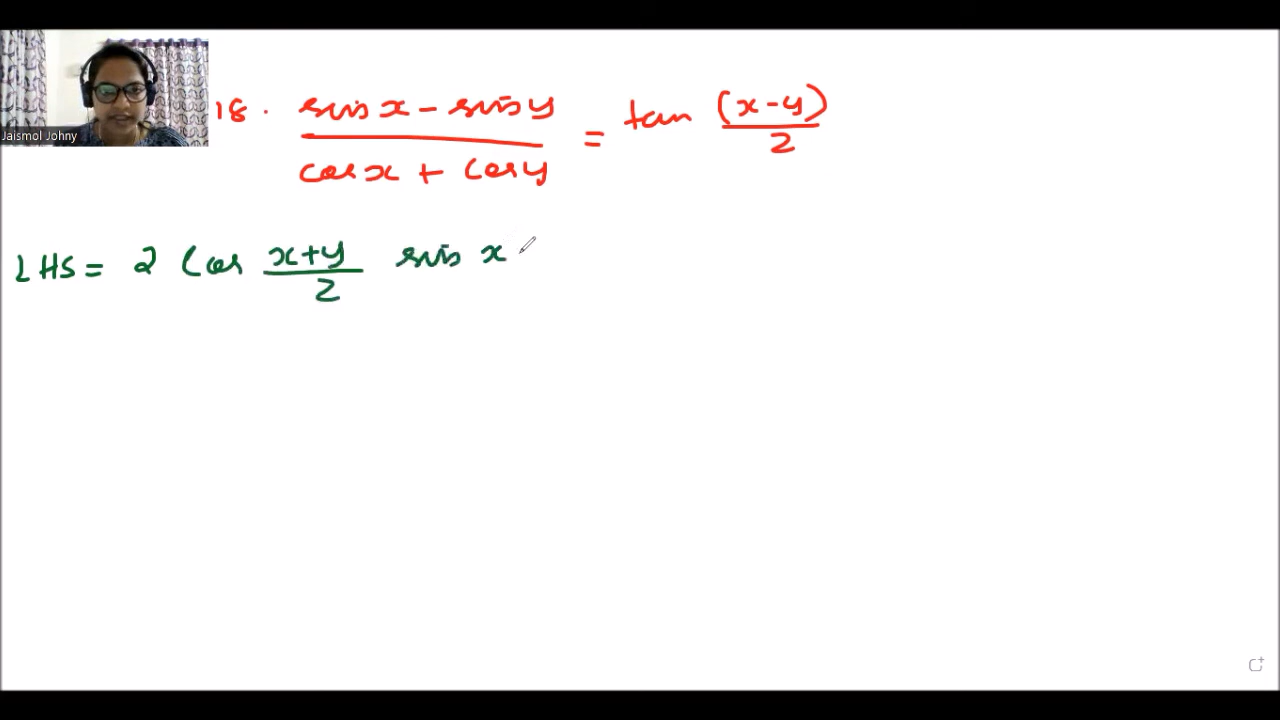 Jaismol Johny
18. (sin x - sin y)/(cos x + cos y) = tan (x-y)/2
LHS = 2 Cos (x+y)/2 sin x